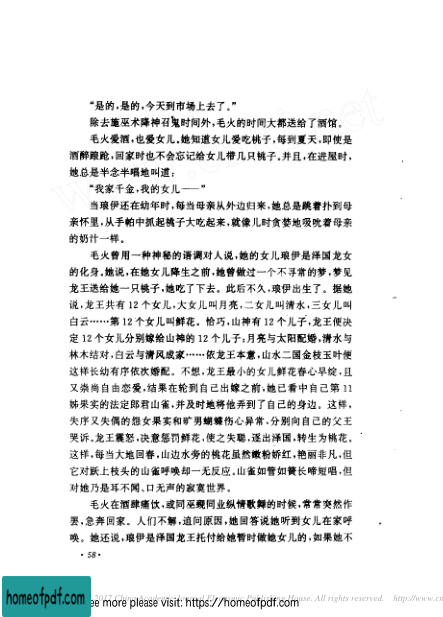 “是的，是的，今天到市场上去了。”
除去施巫术降神召鬼时间外，毛火的时间大都送给了酒馆。
毛火爱酒，也爱女儿。她知道女儿爱吃桃子，每到夏天，即使是
酒醉踉跄，回家时也不会忘记给女儿带几只桃子。并且，在进屋时，
她总是半念半唱地叫道：
“我家千金，我的女儿——”
当琅伊还在幼年时，每当母亲从外边归来，她总是跳着扑到母
亲怀里，从手帕中抓起桃子大吃起来，就像儿时贪婪地吸吮着母亲
的奶汁一样。
毛火曾用一种神秘的语调对人说，她的女儿琅伊是泽国龙女
的化身。她说，在她女儿降生之前，她曾做过一个不寻常的梦，梦见
龙王送给她一只桃子，她吃了下去。此后不久，琅伊出生了。据她
说，龙王共有12个女儿，大女儿叫月亮，二女儿叫清水，三女儿叫
白云……第12个女儿叫鲜花。恰巧，山神有12个儿子，龙王便决
定12个女儿分别嫁给山神的12个儿子：月亮与太阳配婚，清水与
林木结对，白云与清风成家……依龙王本意，山水二国金枝玉叶便
这样长幼有序依次婚配。不想，龙王最小的女儿鲜花春心早绽，且
又崇尚自由恋爱，结果在轮到自己出嫁之前，她已看中自己第11
姊果实的法定郎君山雀，并及时地将他弄到了自己的身边。这样，
失序又失偶的怨女果实和旷男蝴蝶伤心异常，分别向自己的父王
哭诉。龙王震怒，决意惩罚鲜花，使之失聪，逐出泽国，转生为桃花。
这样，每当大地回春，山边水旁的桃花虽然嫩粉娇红，艳丽非凡，但
它对跃上枝头的山雀呼唤却一无反应。山雀如管如簧长啼短唱，但
对她乃是耳不闻、口无声的寂寞世界。
毛火在酒肆痛饮，或同巫觋同业纵情歌舞的时候，常常突然作
罢，急奔回家。人们不解，追问原因，她回答说她听到女儿在家呼
唤。她还说，琅伊是泽国龙王托付给她暂时做她女儿的，如果她不
·58·
2017 China Academic Journal Electronic Publishing House. All rights reserved. http://www.cn
homeofpdf.com
ee more please visit: https://homeofpdf.com